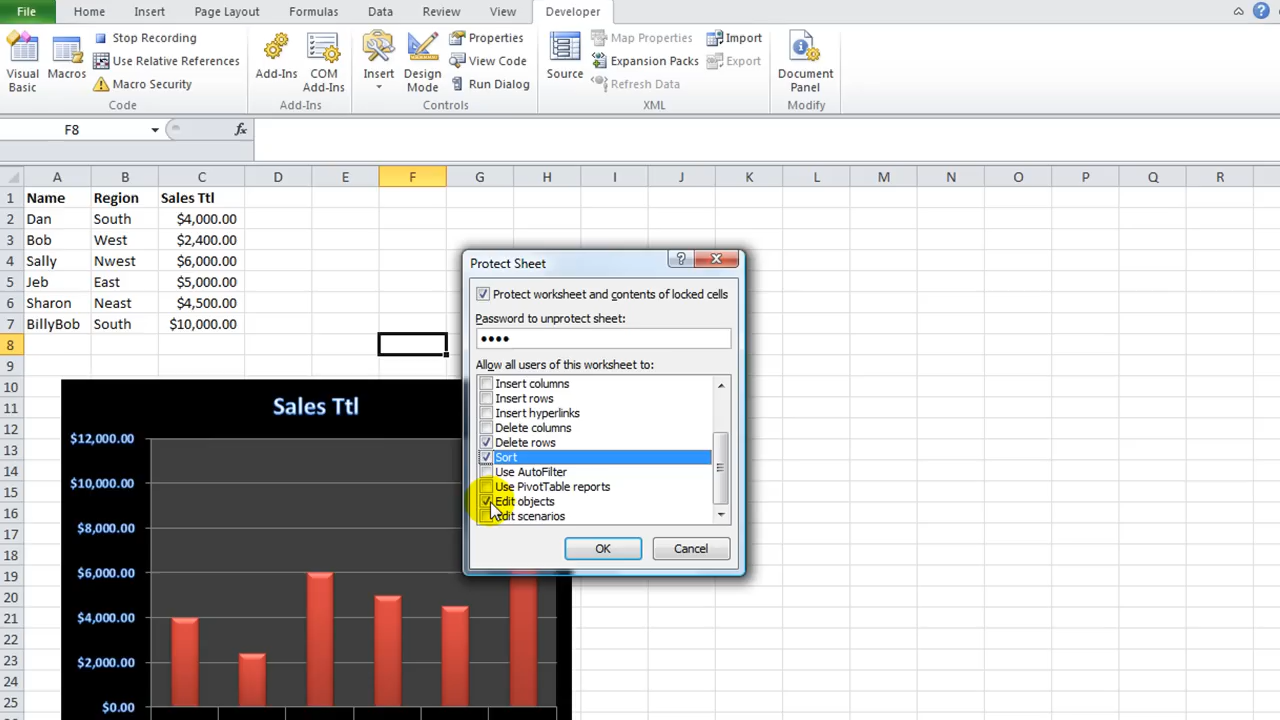 File Home Insert Page Layout Formulas Data Review View Developer
Visual Basic
Macros
Stop Recording
Use Relative References
Macro Security
Code
Add-Ins
COM Add-Ins
Add-Ins
Insert
Design Mode
Properties
View Code
Run Dialog
Controls
Source
Map Properties
Expansion Packs
Refresh Data
Import
Export
XML
Document Panel
Modify
F8 fx
A B C D E F G H I J K L M N O P Q R
1 Name Region Sales Ttl
2 Dan South $4,000.00
3 Bob West $2,400.00
4 Sally Nwest $6,000.00
5 Jeb East $5,000.00
6 Sharon Neast $4,500.00
7 BillyBob South $10,000.00
8
9
10
11
12
13
14
15
16
17
18
19
20
21
22
23
24
25
Sales Ttl
$12,000.00
$10,000.00
$8,000.00
$6,000.00
$4,000.00
$2,000.00
$0.00
Protect Sheet
Protect worksheet and contents of locked cells
Password to unprotect sheet:
••••
Allow all users of this worksheet to:
Insert columns
Insert rows
Insert hyperlinks
Delete columns
Delete rows
Sort
Use AutoFilter
Use PivotTable reports
Edit objects
Edit scenarios
OK Cancel